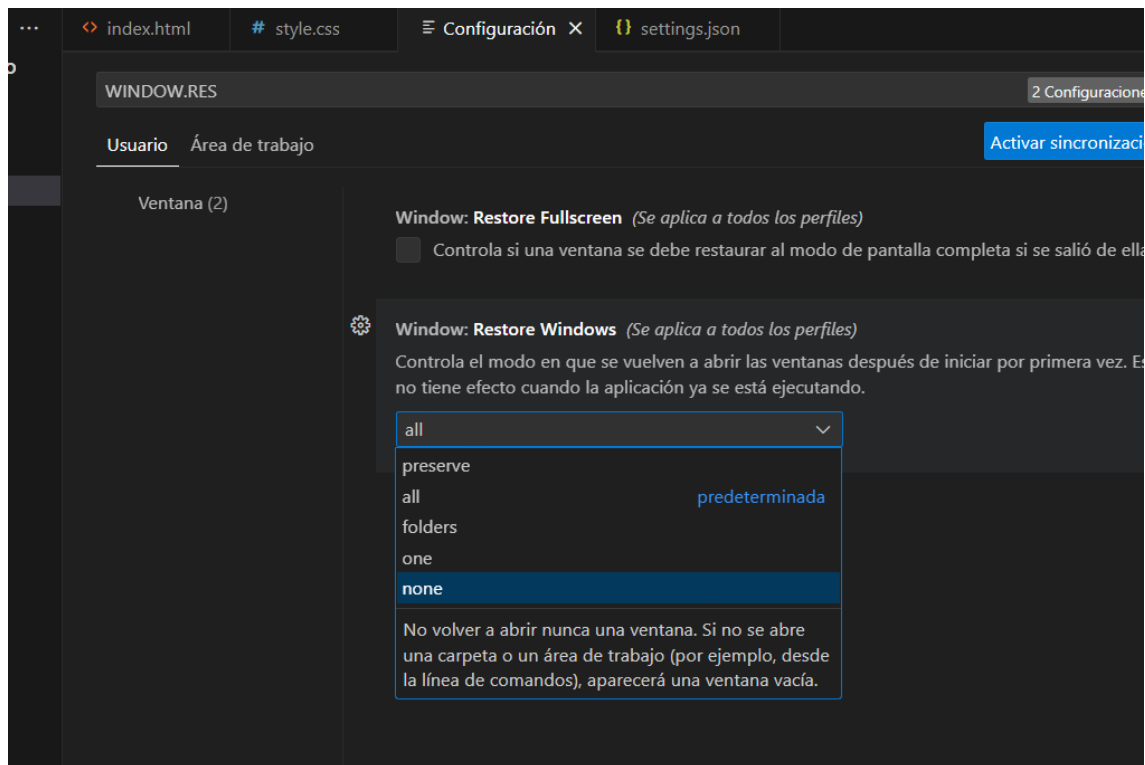 index.html
style.css
Configuración
settings.json
WINDOW.RES
2 Configuracione
Usuario
Área de trabajo
Activar sincronizaci
Ventana (2)
Window: Restore Fullscreen (Se aplica a todos los perfiles)
Controla si una ventana se debe restaurar al modo de pantalla completa si se salió de ella
Window: Restore Windows (Se aplica a todos los perfiles)
Controla el modo en que se vuelven a abrir las ventanas después de iniciar por primera vez. Es
no tiene efecto cuando la aplicación ya se está ejecutando.
all
preserve
all predeterminada
folders
one
none
No volver a abrir nunca una ventana. Si no se abre
una carpeta o un área de trabajo (por ejemplo, desde
la línea de comandos), aparecerá una ventana vacía.